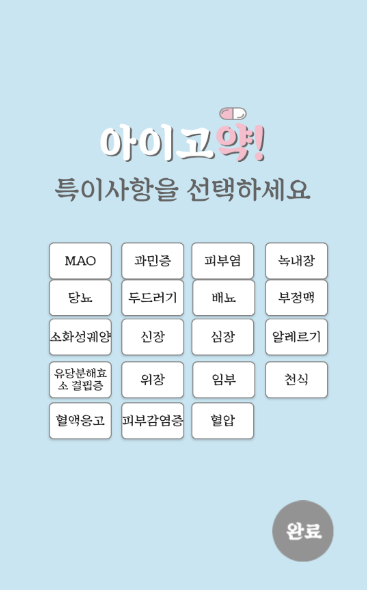 아이고약!
특이사항을 선택하세요
MAO 과민증 피부염 녹내장
당뇨 두드러기 배뇨 부정맥
소화성궤양 신장 심장 알레르기
유당분해효
소 결핍증 위장 임부 천식
혈액응고 피부감염증 혈압
완료